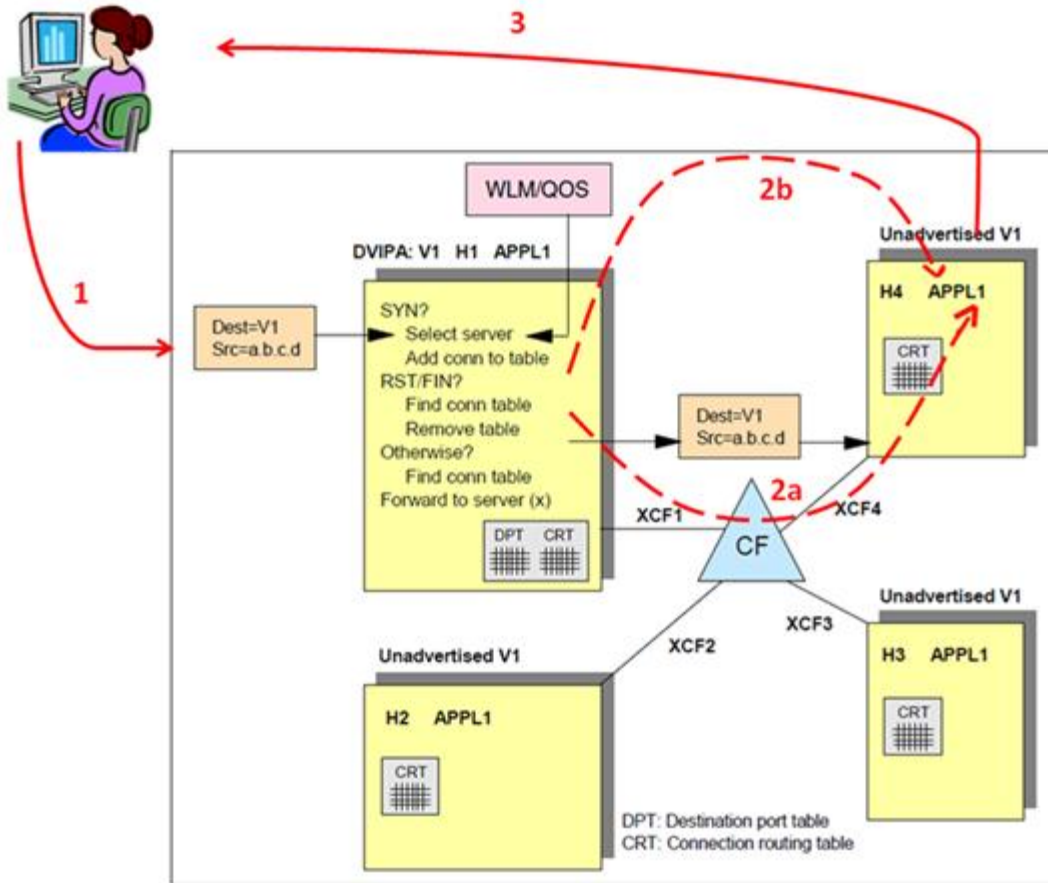 3
WLM/QOS
2b
DVIPA: V1 H1 APPL1
Unadvertised V1
1
Dest=V1
Src=a.b.c.d
SYN?
Select server
Add conn to table
RST/FIN?
Find conn table
Remove table
Otherwise?
Find conn table
Forward to server (x)
DPT CRT
H4 APPL1
CRT
Dest=V1
Src=a.b.c.d
2a
XCF1
XCF4
CF
XCF2
XCF3
Unadvertised V1
H3 APPL1
CRT
Unadvertised V1
H2 APPL1
CRT
DPT: Destination port table
CRT: Connection routing table